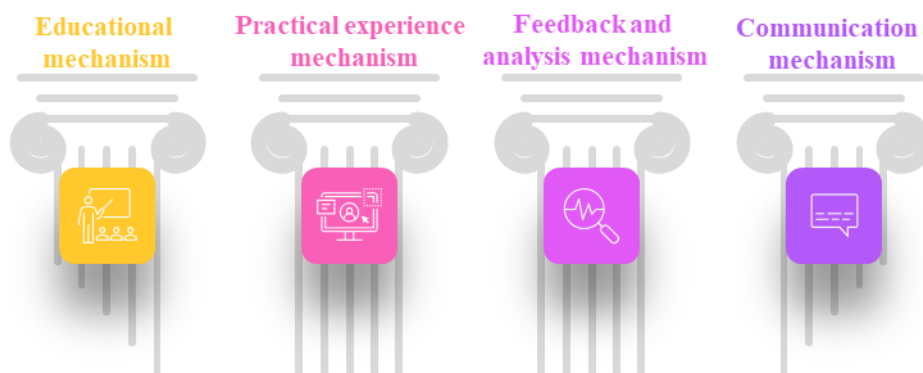 Educational
mechanism
Practical experience
mechanism
Feedback and
analysis mechanism
Communication
mechanism